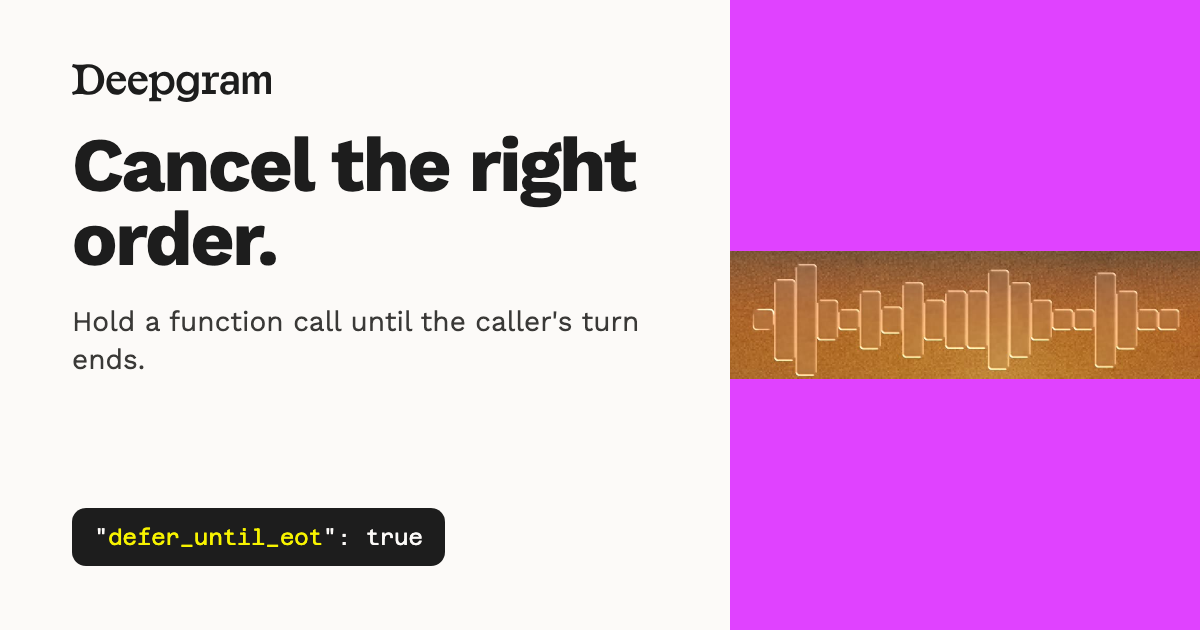 Deepgram
Cancel the right
order.
Hold a function call until the caller's turn
ends.
"defer_until_eot": true